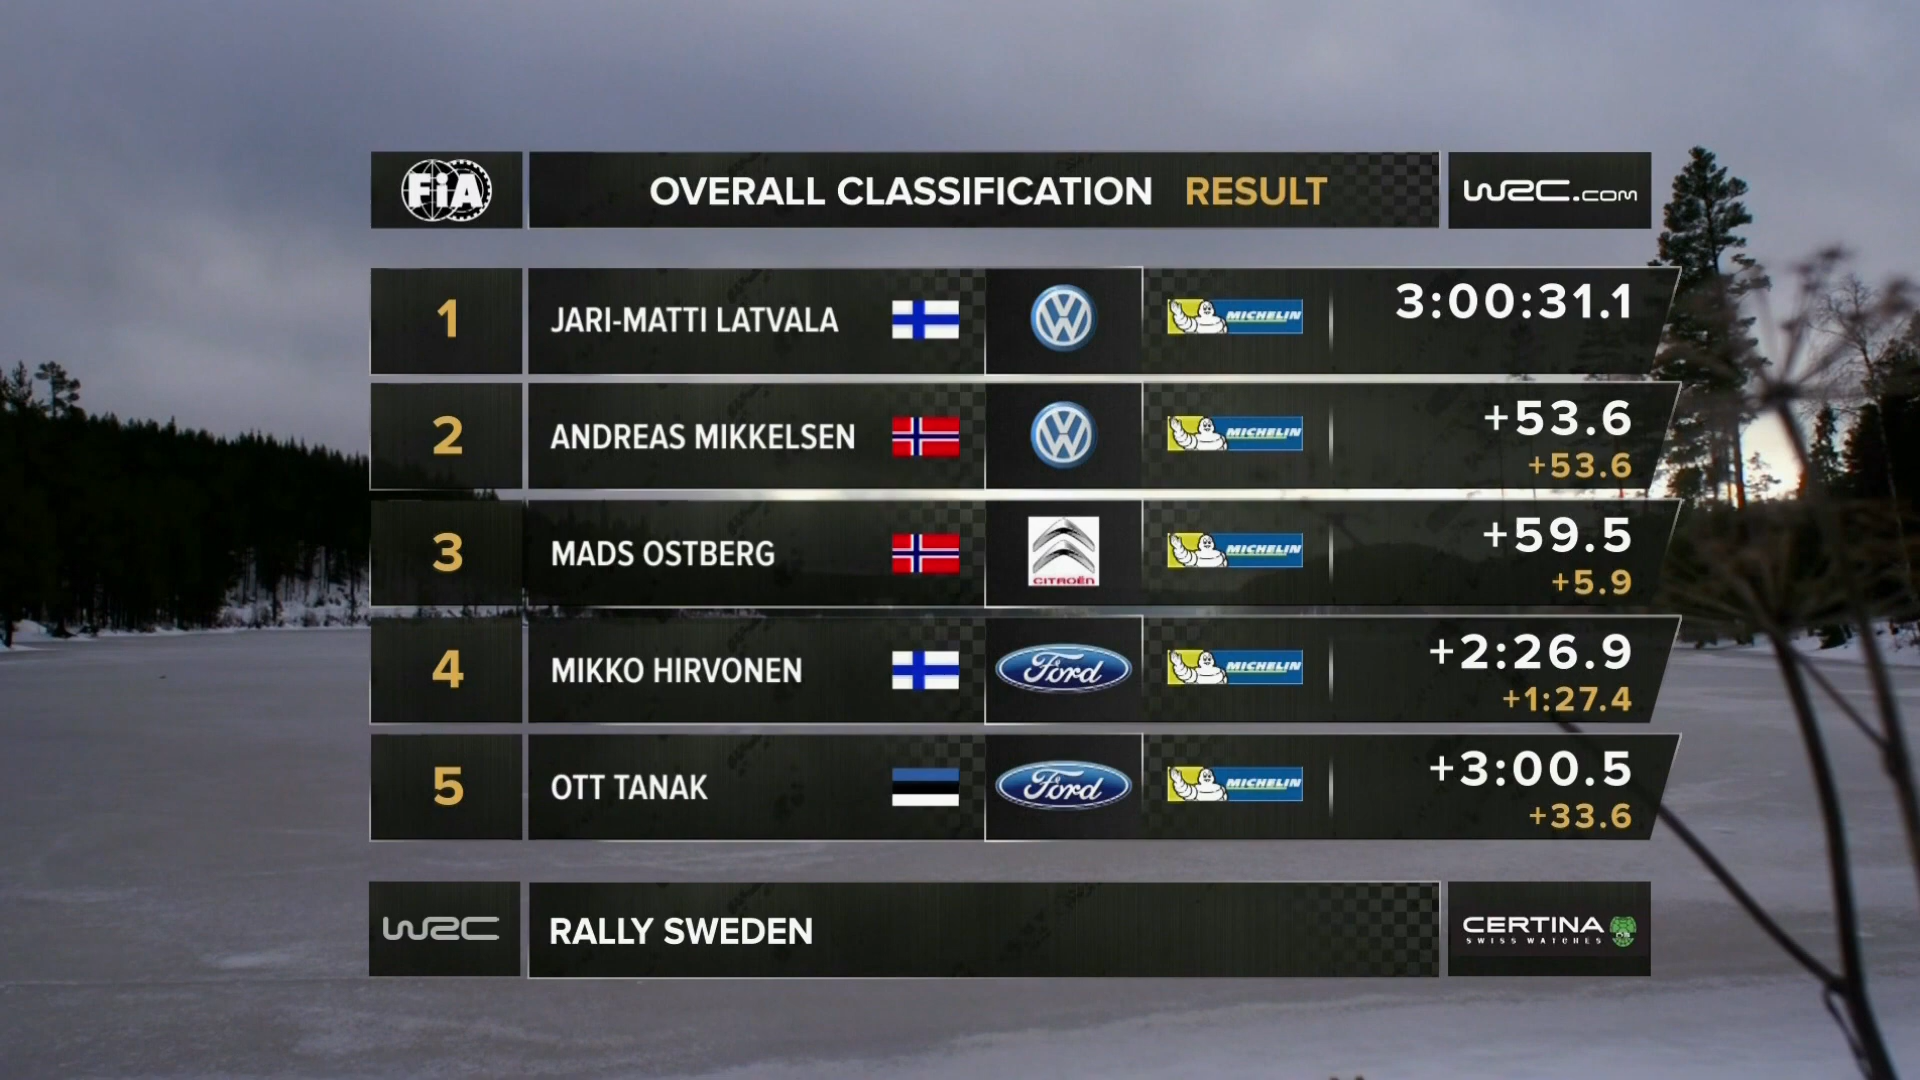 FiA
OVERALL CLASSIFICATION RESULT
WRC.COM
1 JARI-MATTI LATVALA MICHELIN 3:00:31.1
2 ANDREAS MIKKELSEN MICHELIN +53.6
+53.6
3 MADS OSTBERG CITROËN MICHELIN +59.5
+5.9
4 MIKKO HIRVONEN Ford MICHELIN +2:26.9
+1:27.4
5 OTT TANAK Ford MICHELIN +3:00.5
+33.6
WRC RALLY SWEDEN CERTINA
SWISS WATCHES